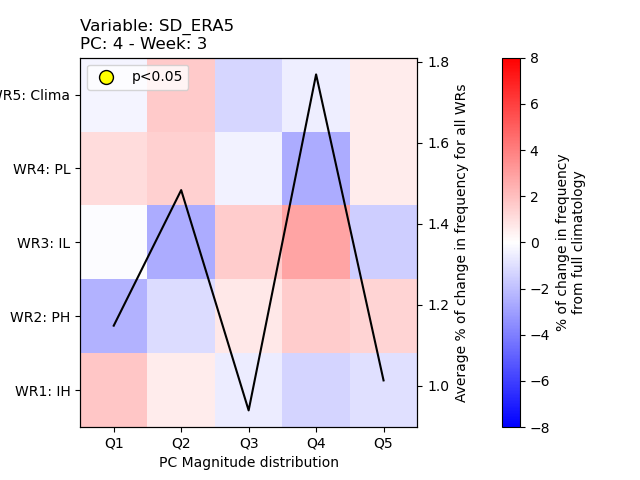 Variable: SD_ERA5
PC: 4 - Week: 3
p<0.05
WR5: Clima
WR4: PL
WR3: IL
WR2: PH
WR1: IH
Q1 Q2 Q3 Q4 Q5
PC Magnitude distribution
1.8
1.6
1.4
1.2
1.0
Average % of change in frequency for all WRs
8
6
4
2
0
−2
−4
−6
−8
% of change in frequency
from full climatology